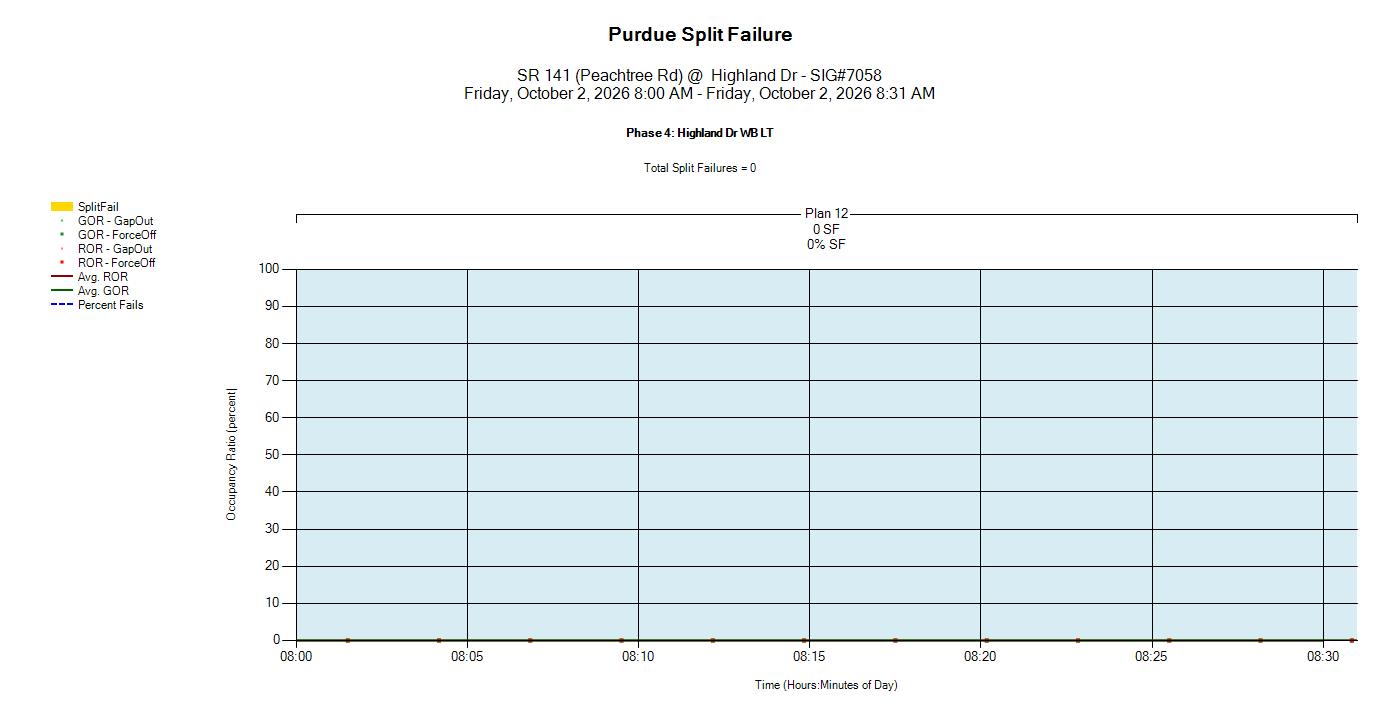 Purdue Split Failure
SR 141 (Peachtree Rd) @  Highland Dr - SIG#7058
Friday, October 2, 2026 8:00 AM - Friday, October 2, 2026 8:31 AM
Phase 4: Highland Dr WB LT
Total Split Failures = 0
SplitFail
GOR - GapOut
GOR - ForceOff
ROR - GapOut
ROR - ForceOff
Avg. ROR
Avg. GOR
Percent Fails
Plan 12
0 SF
0% SF
Occupancy Ratio (percent)
100
90
80
70
60
50
40
30
20
10
0
08:00 08:05 08:10 08:15 08:20 08:25 08:30
Time (Hours:Minutes of Day)